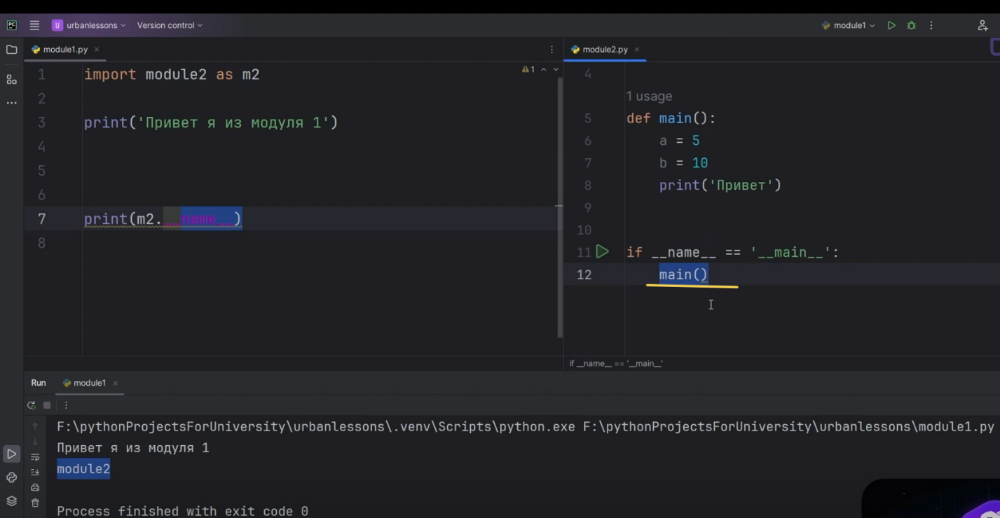 PC
U urbanlessons Version control module1
module1.py
module2.py
1 import module2 as m2
2
3 print('Привет я из модуля 1')
4
5
6
7 print(m2.__name__)
8
1
4
1 usage
5 def main():
6 a = 5
7 b = 10
8 print('Привет')
9
10
11 if __name__ == '__main__':
12 main()
if __name__ == '__main__'
Run module1
F:\pythonProjectsForUniversity\urbanlessons\.venv\Scripts\python.exe F:\pythonProjectsForUniversity\urbanlessons\module1.py
Привет я из модуля 1
module2
Process finished with exit code 0